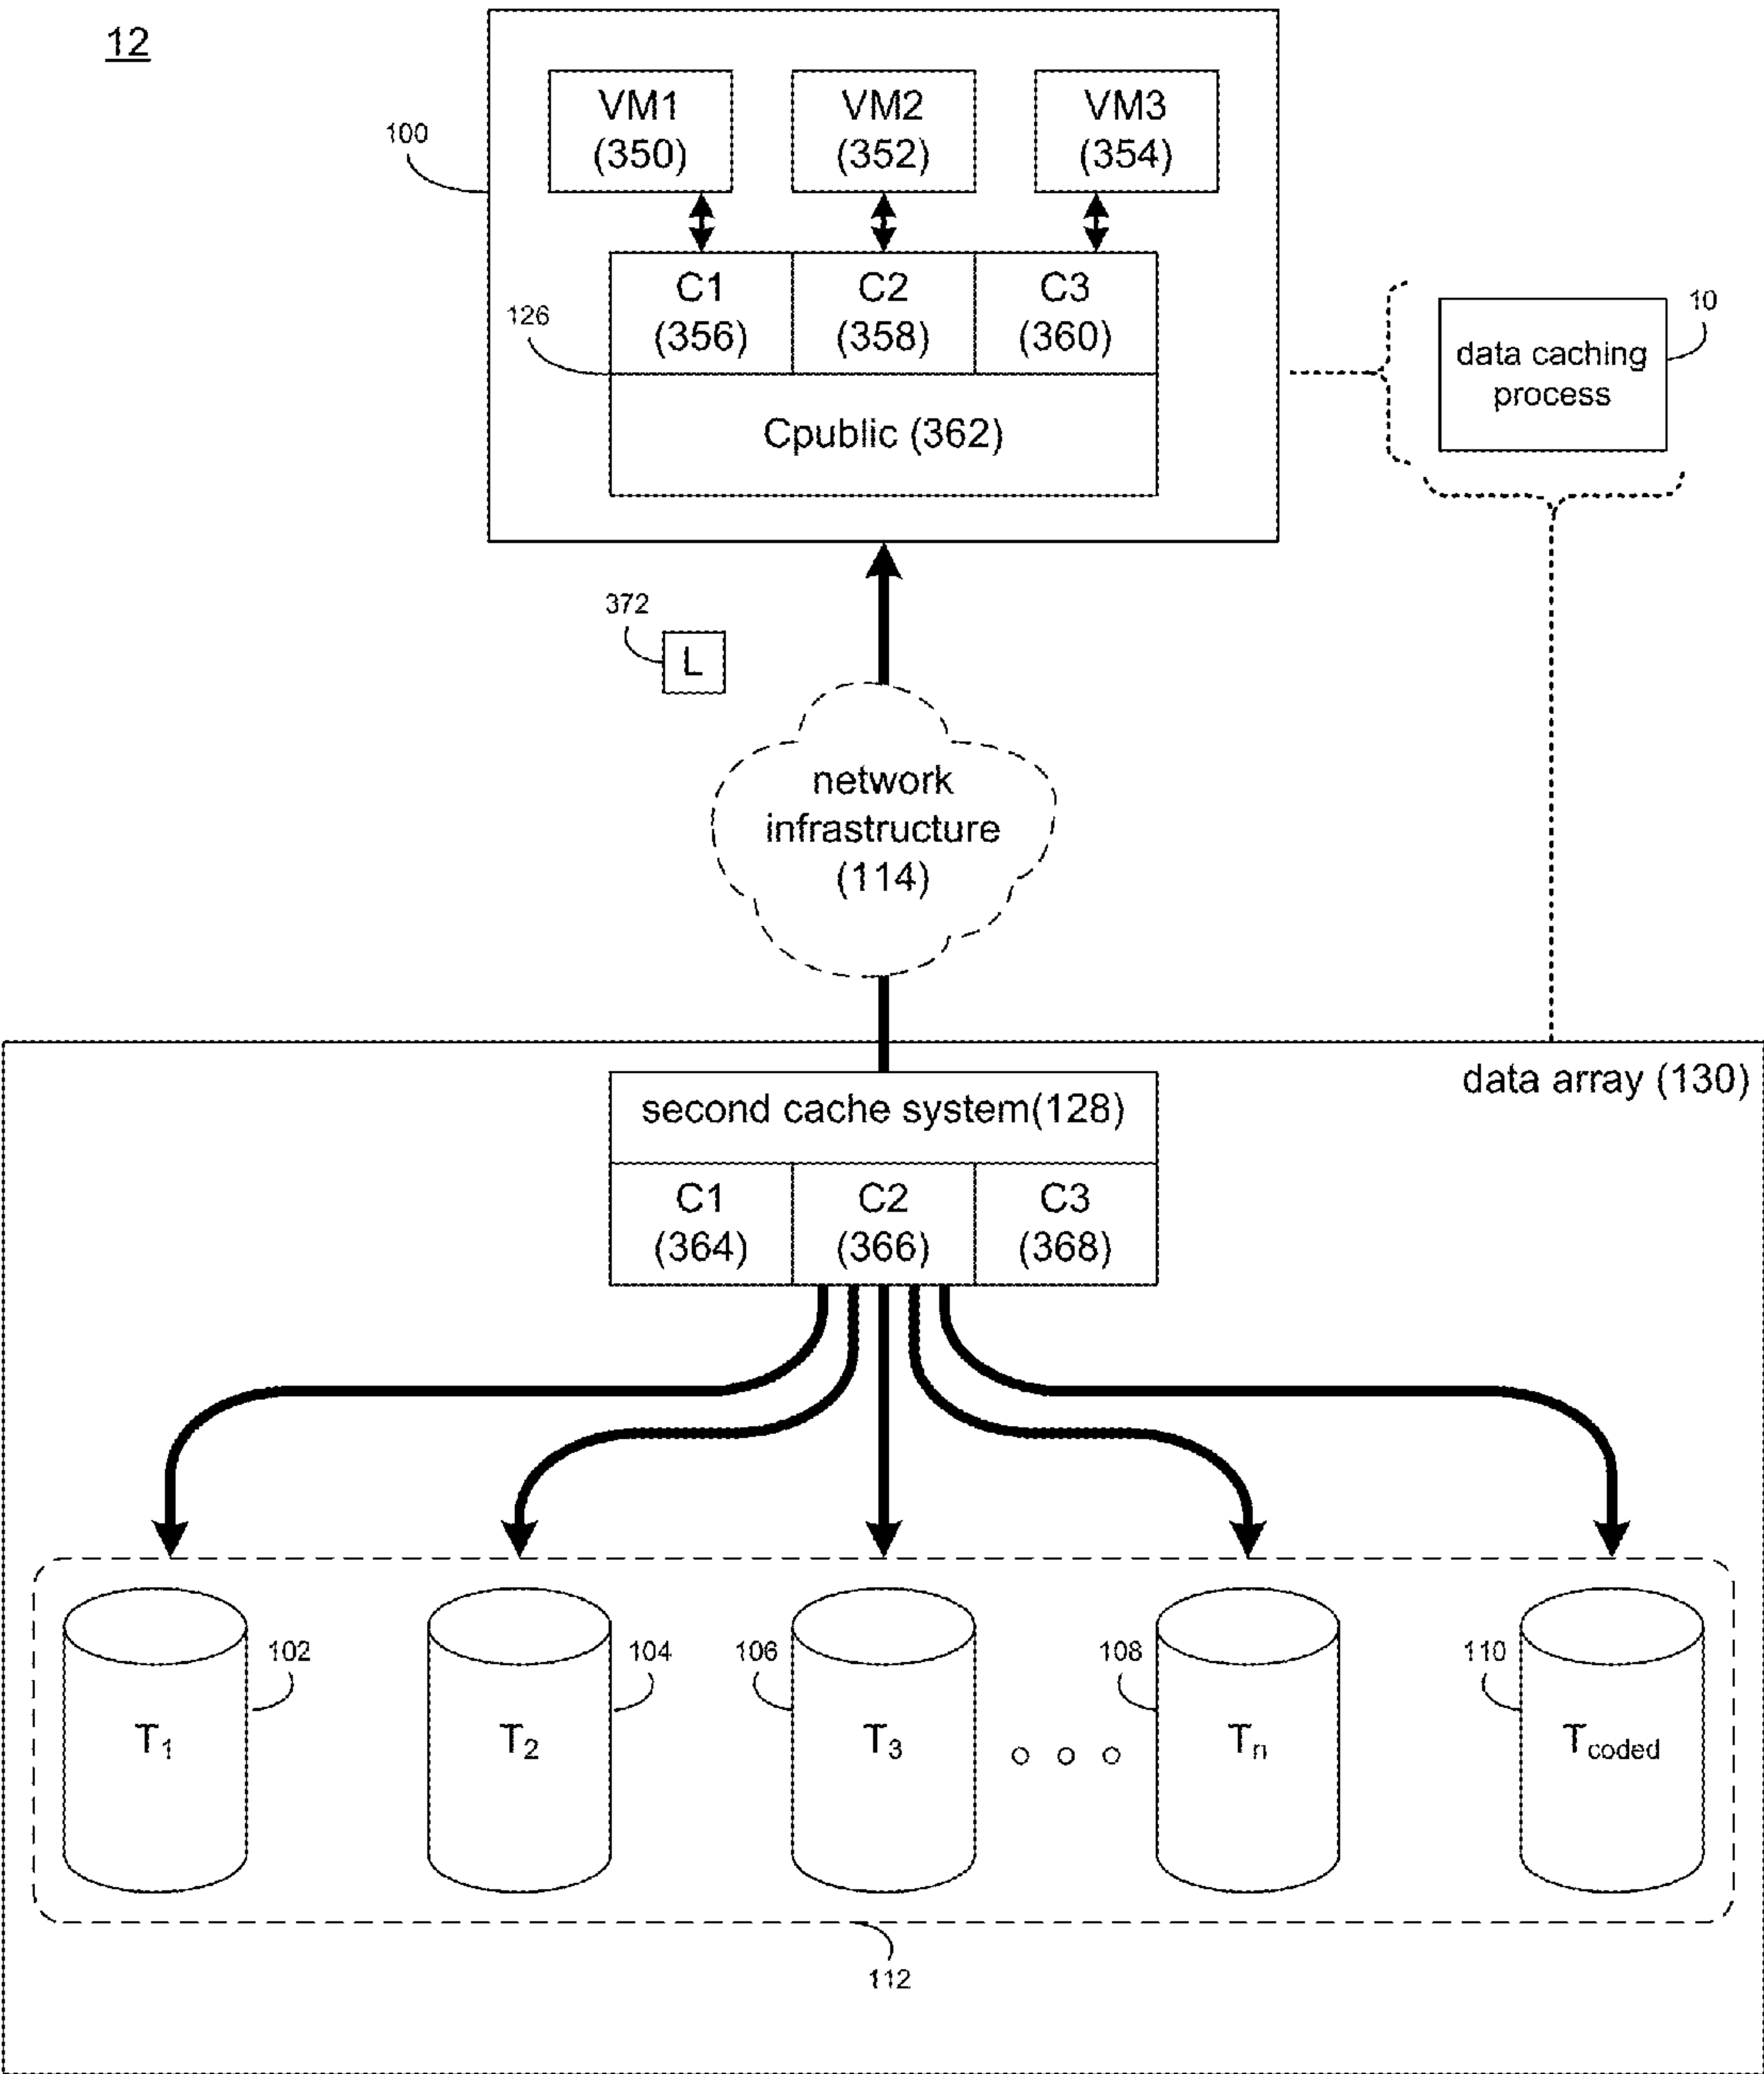 12
VM1
(350)
VM2
(352)
VM3
(354)
100
C1
(356)
C2
(358)
C3
(360)
126
Cpublic (362)
10
data caching
process
372
L
network
infrastructure
(114)
data array (130)
second cache system(128)
C1
(364)
C2
(366)
C3
(368)
102
104
106
108
110
T1
T2
T3
Tn
Tcoded
112